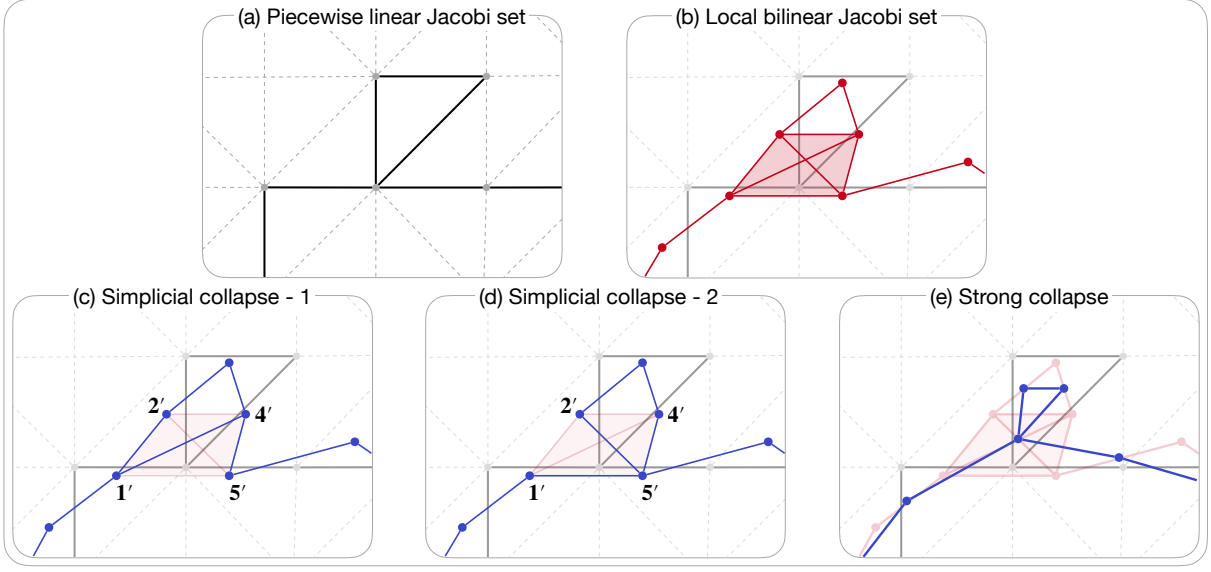 (a) Piecewise linear Jacobi set
(b) Local bilinear Jacobi set
(c) Simplicial collapse - 1
(d) Simplicial collapse - 2
(e) Strong collapse
2′ 4′
1′ 5′
2′ 4′
1′ 5′